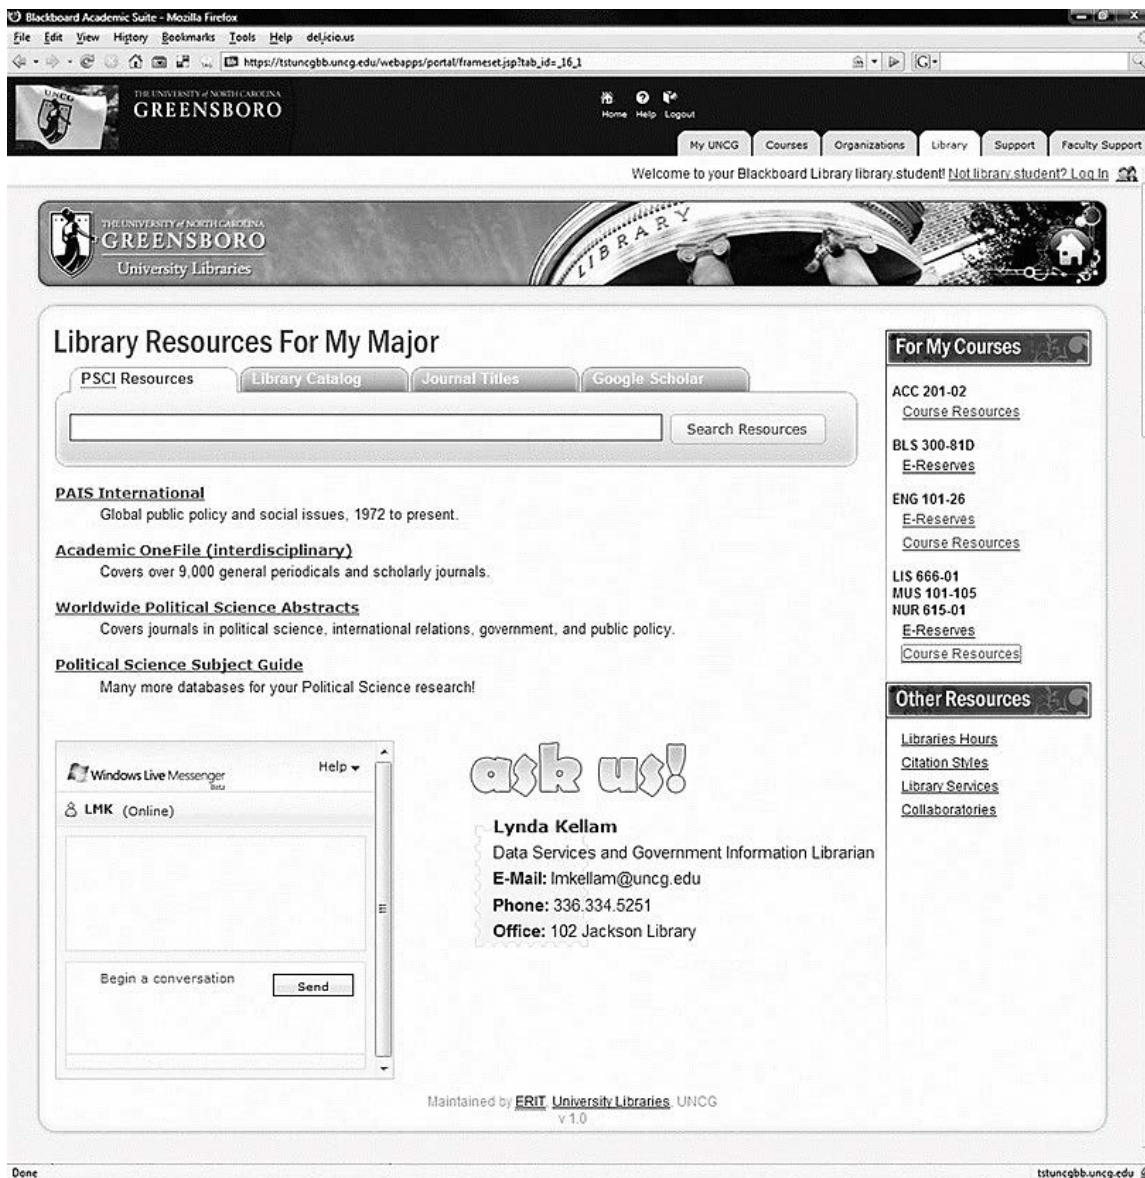 Blackboard Academic Suite - Mozilla Firefox
File Edit View History Bookmarks Tools Help del.icio.us
https://tstuncgbb.uncg.edu/webapps/portal/frameset.jsp?tab_id=_16_1
UNCG
THE UNIVERSITY of NORTH CAROLINA
GREENSBORO
Home Help Logout
My UNCG Courses Organizations Library Support Faculty Support
Welcome to your Blackboard Library library.student! Not library.student? Log In
THE UNIVERSITY of NORTH CAROLINA
GREENSBORO
University Libraries
LIBRARY
Library Resources For My Major
PSCI Resources Library Catalog Journal Titles Google Scholar
Search Resources
PAIS International
Global public policy and social issues, 1972 to present.
Academic OneFile (interdisciplinary)
Covers over 9,000 general periodicals and scholarly journals.
Worldwide Political Science Abstracts
Covers journals in political science, international relations, government, and public policy.
Political Science Subject Guide
Many more databases for your Political Science research!
Windows Live Messenger
Beta
Help
LMK (Online)
Begin a conversation
Send
ask us!
Lynda Kellam
Data Services and Government Information Librarian
E-Mail: lmkellam@uncg.edu
Phone: 336.334.5251
Office: 102 Jackson Library
For My Courses
ACC 201-02
Course Resources
BLS 300-81D
E-Reserves
ENG 101-26
E-Reserves
Course Resources
LIS 666-01
MUS 101-105
NUR 615-01
E-Reserves
Course Resources
Other Resources
Libraries Hours
Citation Styles
Library Services
Collaboratories
Maintained by ERIT, University Libraries, UNCG
v 1.0
Done
tstuncgbb.uncg.edu